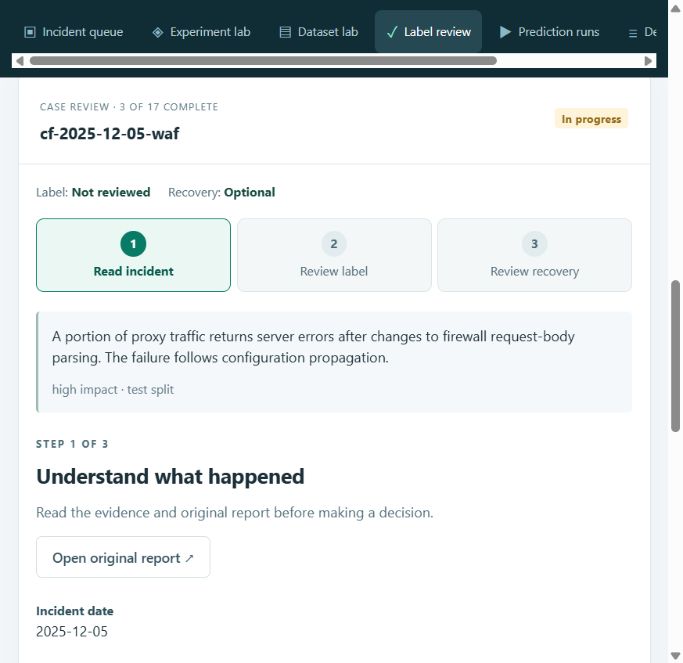 Incident queue
Experiment lab
Dataset lab
Label review
Prediction runs
De
CASE REVIEW · 3 OF 17 COMPLETE
cf-2025-12-05-waf
In progress
Label: Not reviewed Recovery: Optional
1
Read incident
2
Review label
3
Review recovery
A portion of proxy traffic returns server errors after changes to firewall request-body
parsing. The failure follows configuration propagation.
high impact · test split
STEP 1 OF 3
Understand what happened
Read the evidence and original report before making a decision.
Open original report ↗
Incident date
2025-12-05